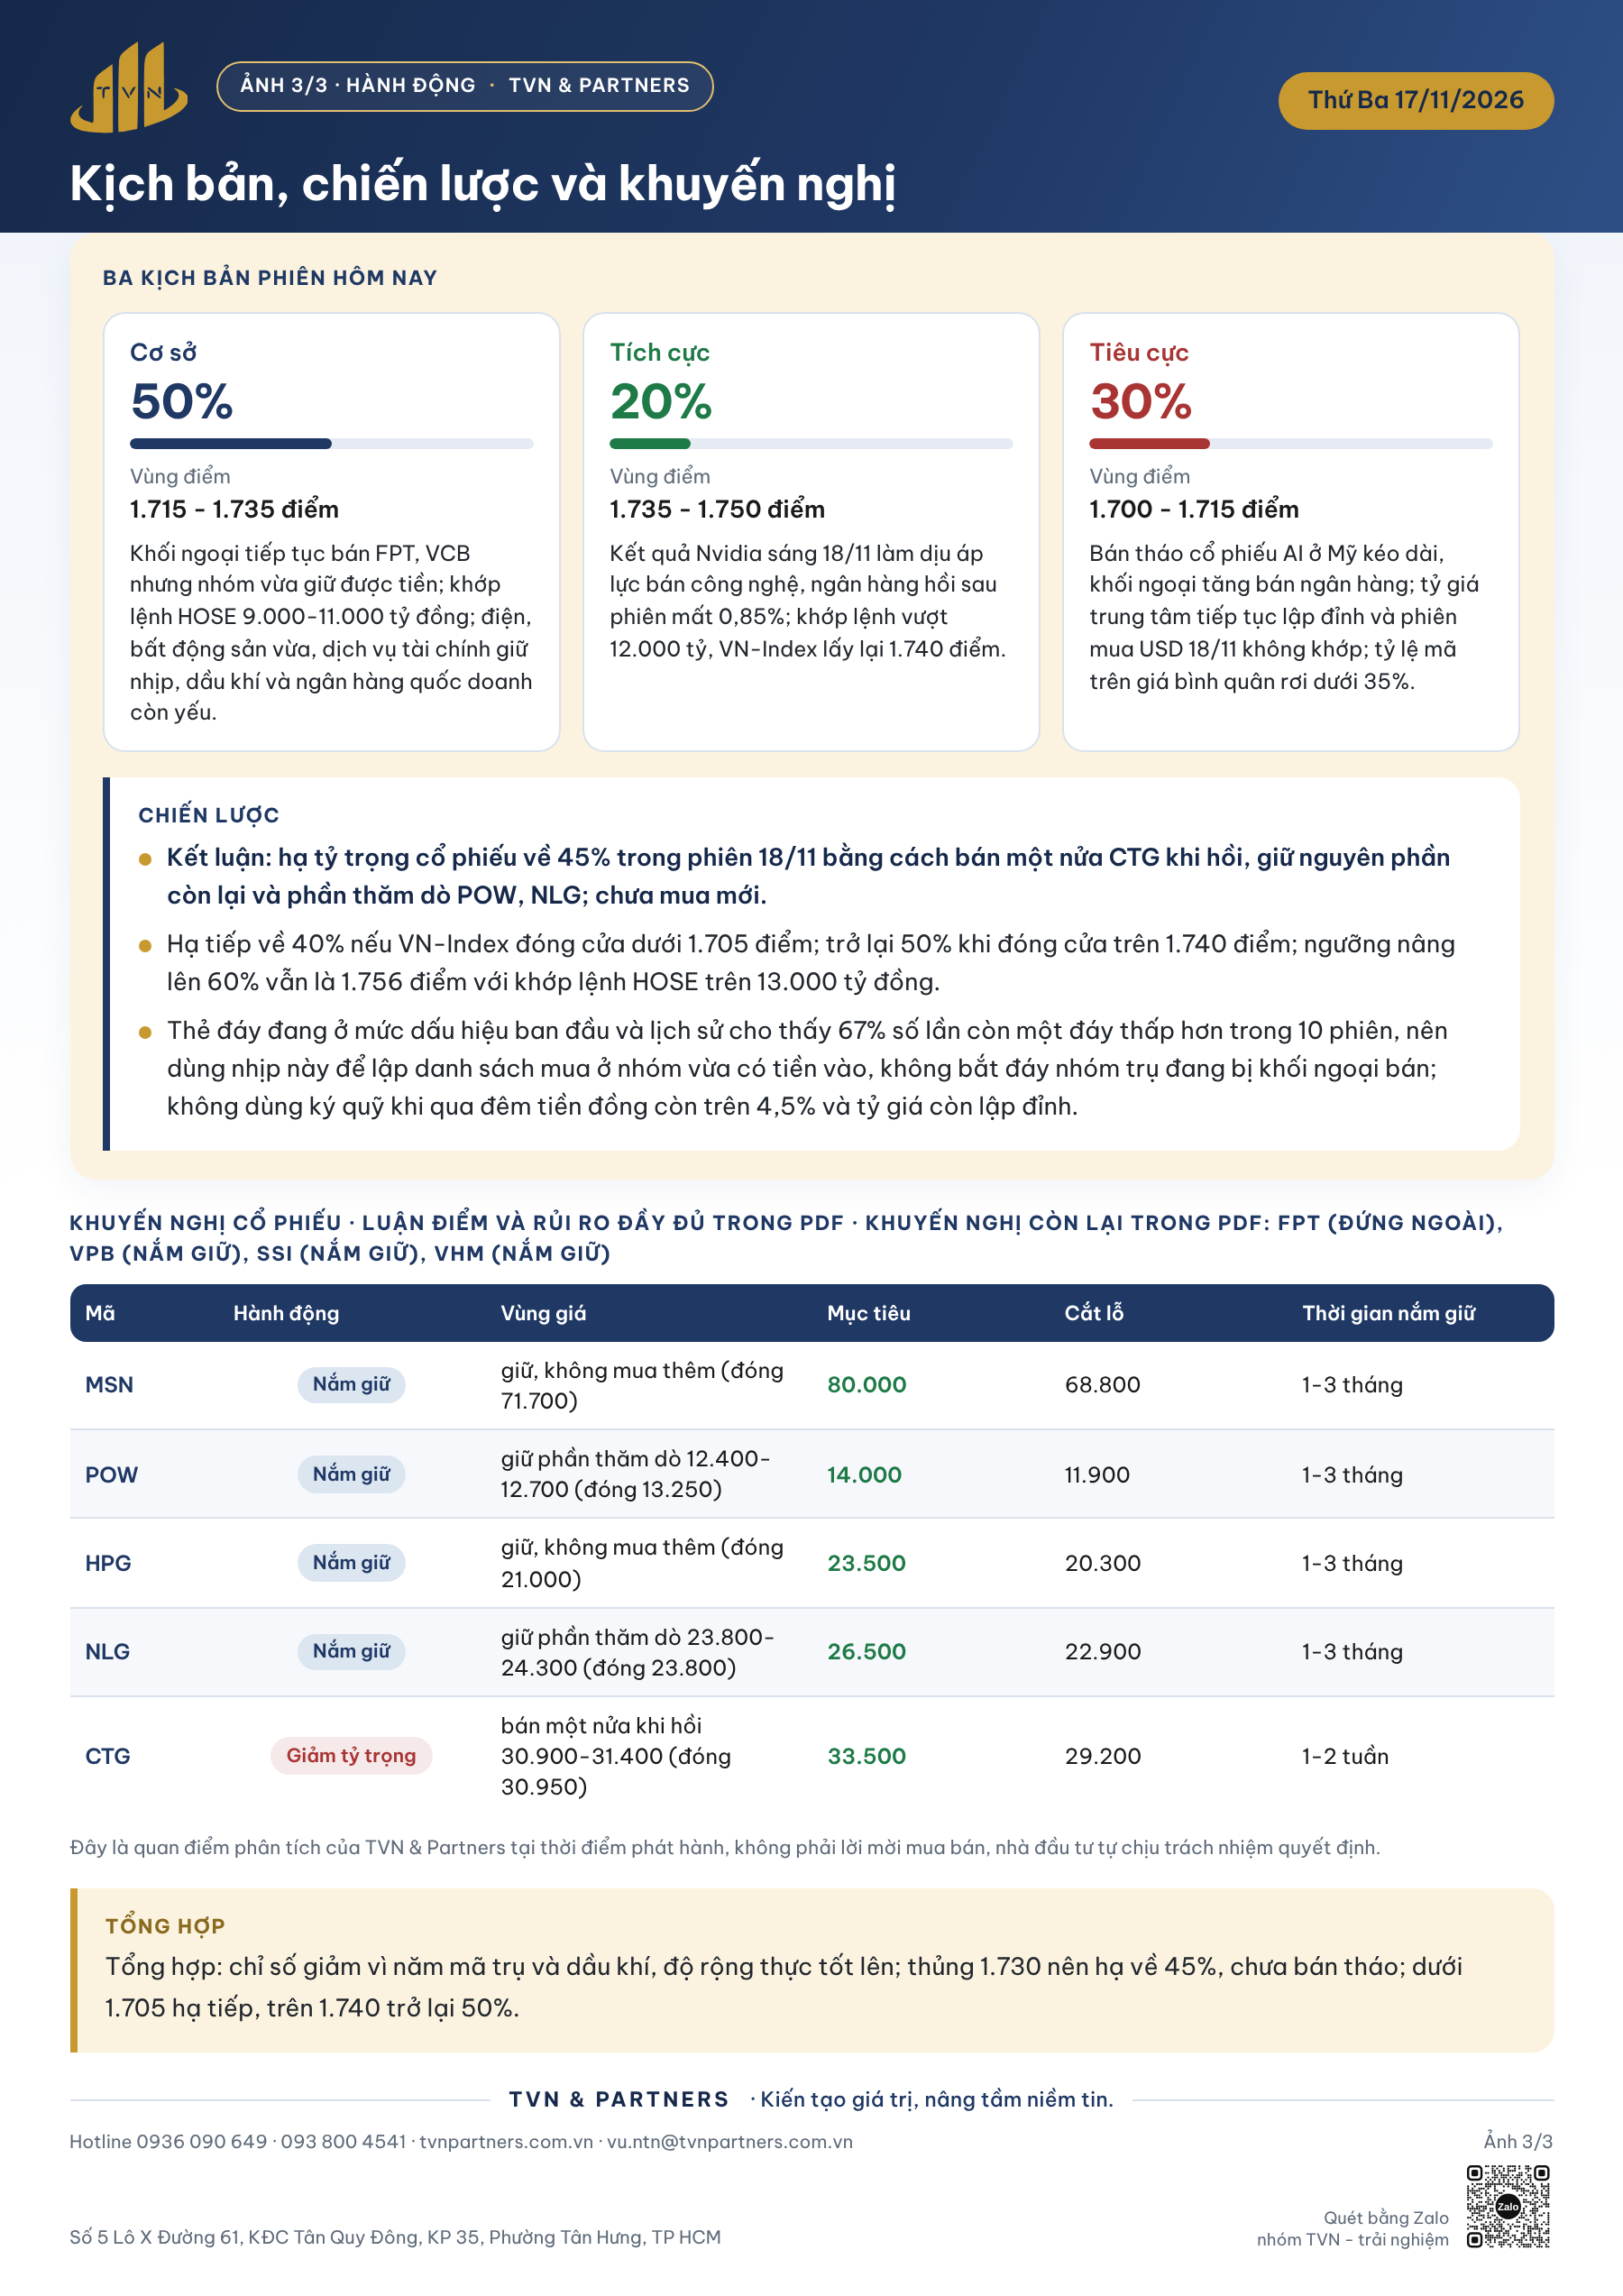 TVN
ẢNH 3/3 · HÀNH ĐỘNG · TVN & PARTNERS
Thứ Ba 17/11/2026
Kịch bản, chiến lược và khuyến nghị
BA KỊCH BẢN PHIÊN HÔM NAY
Cơ sở
50%
Vùng điểm
1.715 - 1.735 điểm
Khối ngoại tiếp tục bán FPT, VCB
nhưng nhóm vừa giữ được tiền; khớp
lệnh HOSE 9.000-11.000 tỷ đồng; điện,
bất động sản vừa, dịch vụ tài chính giữ
nhịp, dầu khí và ngân hàng quốc doanh
còn yếu.
Tích cực
20%
Vùng điểm
1.735 - 1.750 điểm
Kết quả Nvidia sáng 18/11 làm dịu áp
lực bán công nghệ, ngân hàng hồi sau
phiên mất 0,85%; khớp lệnh vượt
12.000 tỷ, VN-Index lấy lại 1.740 điểm.
Tiêu cực
30%
Vùng điểm
1.700 - 1.715 điểm
Bán tháo cổ phiếu AI ở Mỹ kéo dài,
khối ngoại tăng bán ngân hàng; tỷ giá
trung tâm tiếp tục lập đỉnh và phiên
mua USD 18/11 không khớp; tỷ lệ mã
trên giá bình quân rơi dưới 35%.
CHIẾN LƯỢC
Kết luận: hạ tỷ trọng cổ phiếu về 45% trong phiên 18/11 bằng cách bán một nửa CTG khi hồi, giữ nguyên phần
còn lại và phần thăm dò POW, NLG; chưa mua mới.
Hạ tiếp về 40% nếu VN-Index đóng cửa dưới 1.705 điểm; trở lại 50% khi đóng cửa trên 1.740 điểm; ngưỡng nâng
lên 60% vẫn là 1.756 điểm với khớp lệnh HOSE trên 13.000 tỷ đồng.
Thẻ đáy đang ở mức dấu hiệu ban đầu và lịch sử cho thấy 67% số lần còn một đáy thấp hơn trong 10 phiên, nên
dùng nhịp này để lập danh sách mua ở nhóm vừa có tiền vào, không bắt đáy nhóm trụ đang bị khối ngoại bán;
không dùng ký quỹ khi qua đêm tiền đồng còn trên 4,5% và tỷ giá còn lập đỉnh.
KHUYẾN NGHỊ CỔ PHIẾU · LUẬN ĐIỂM VÀ RỦI RO ĐẦY ĐỦ TRONG PDF · KHUYẾN NGHỊ CÒN LẠI TRONG PDF: FPT (ĐỨNG NGOÀI),
VPB (NẮM GIỮ), SSI (NẮM GIỮ), VHM (NẮM GIỮ)
Mã Hành động Vùng giá Mục tiêu Cắt lỗ Thời gian nắm giữ
MSN Nắm giữ giữ, không mua thêm (đóng
71.700) 80.000 68.800 1-3 tháng
POW Nắm giữ giữ phần thăm dò 12.400-
12.700 (đóng 13.250) 14.000 11.900 1-3 tháng
HPG Nắm giữ giữ, không mua thêm (đóng
21.000) 23.500 20.300 1-3 tháng
NLG Nắm giữ giữ phần thăm dò 23.800-
24.300 (đóng 23.800) 26.500 22.900 1-3 tháng
CTG Giảm tỷ trọng bán một nửa khi hồi
30.900-31.400 (đóng
30.950) 33.500 29.200 1-2 tuần
Đây là quan điểm phân tích của TVN & Partners tại thời điểm phát hành, không phải lời mời mua bán, nhà đầu tư tự chịu trách nhiệm quyết định.
TỔNG HỢP
Tổng hợp: chỉ số giảm vì năm mã trụ và dầu khí, độ rộng thực tốt lên; thủng 1.730 nên hạ về 45%, chưa bán tháo; dưới
1.705 hạ tiếp, trên 1.740 trở lại 50%.
TVN & PARTNERS · Kiến tạo giá trị, nâng tầm niềm tin.
Hotline 0936 090 649 · 093 800 4541 · tvnpartners.com.vn · vu.ntn@tvnpartners.com.vn
Ảnh 3/3
Zalo
Quét bằng Zalo
nhóm TVN - trải nghiệm
Số 5 Lô X Đường 61, KĐC Tân Quy Đông, KP 35, Phường Tân Hưng, TP HCM